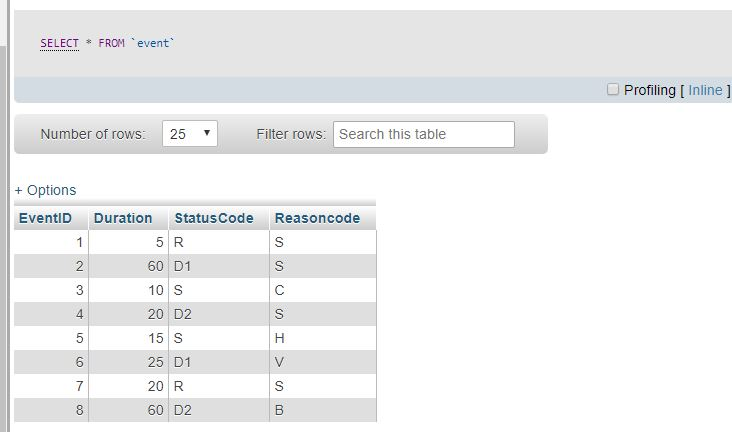 SELECT * FROM `event`
Profiling [ Inline ]
Number of rows: 25 Filter rows: Search this table
+ Options
EventID Duration StatusCode Reasoncode
1 5 R S
2 60 D1 S
3 10 S C
4 20 D2 S
5 15 S H
6 25 D1 V
7 20 R S
8 60 D2 B